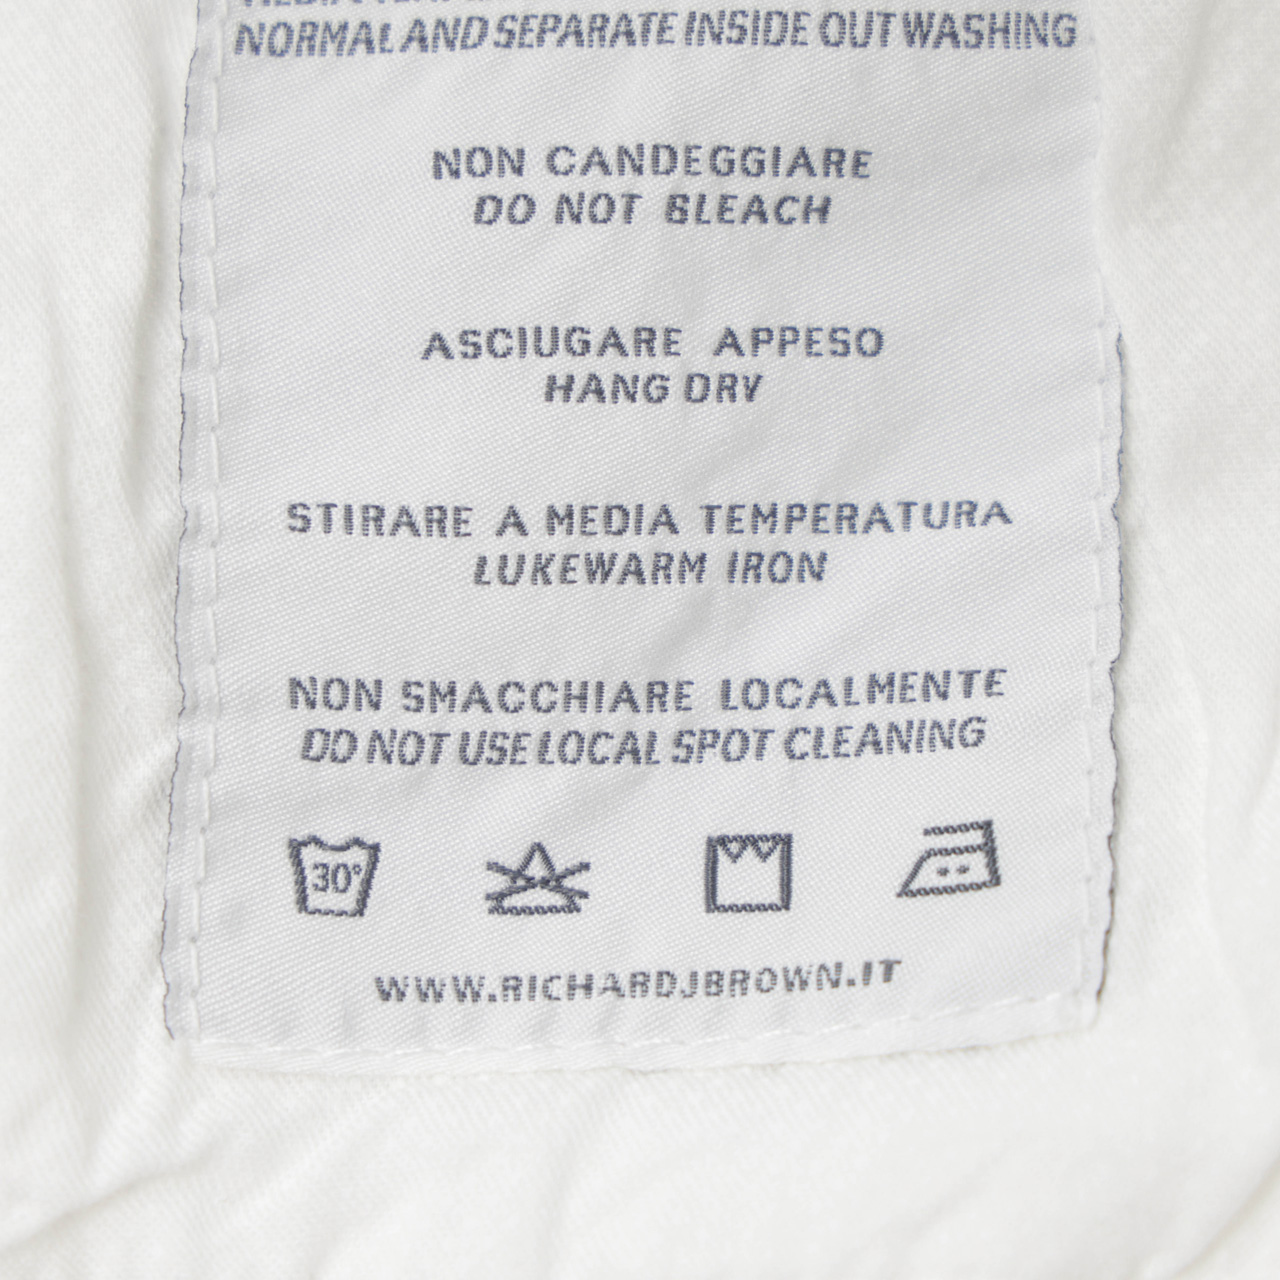 NORMAL AND SEPARATE INSIDE OUT WASHING
NON CANDEGGIARE
DO NOT BLEACH
ASCIUGARE APPESO
HANG DRY
STIRARE A MEDIA TEMPERATURA
LUKEWARM IRON
NON SMACCHIARE LOCALMENTE
DO NOT USE LOCAL SPOT CLEANING
30°
WWW.RICHARDJBROWN.IT